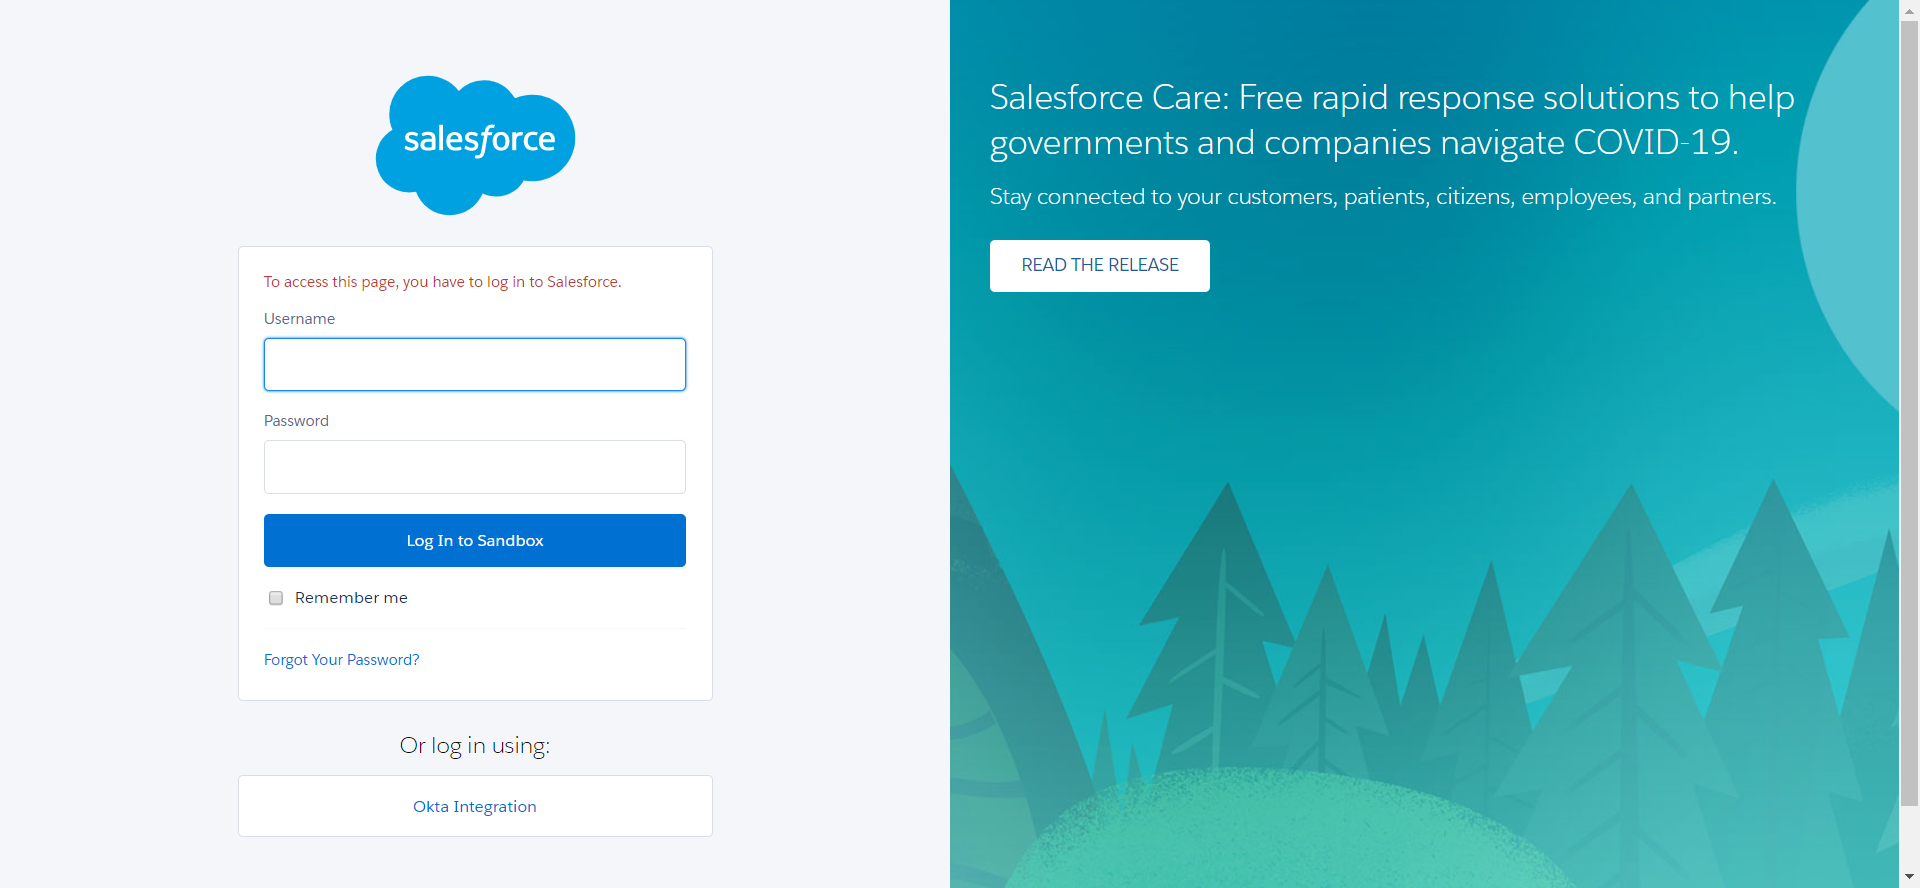 salesforce
To access this page, you have to log in to Salesforce.
Username
Password
Log In to Sandbox
Remember me
Forgot Your Password?
Or log in using:
Okta Integration
Salesforce Care: Free rapid response solutions to help
governments and companies navigate COVID-19.
Stay connected to your customers, patients, citizens, employees, and partners.
READ THE RELEASE